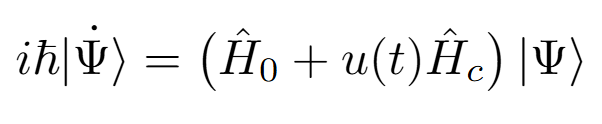 iℏ|Ψ̇⟩ = (Ĥ₀ + u(t)Ĥ_c) |Ψ⟩